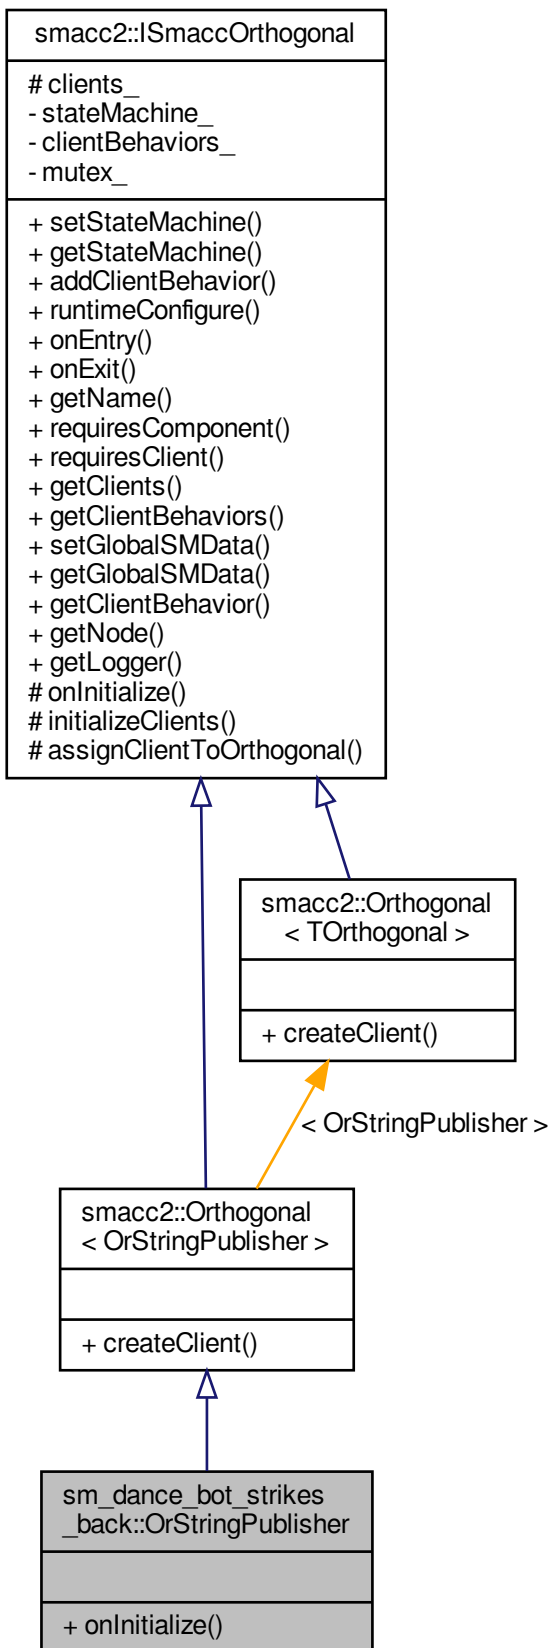 smacc2::ISmaccOrthogonal
# clients_
- stateMachine_
- clientBehaviors_
- mutex_
+ setStateMachine()
+ getStateMachine()
+ addClientBehavior()
+ runtimeConfigure()
+ onEntry()
+ onExit()
+ getName()
+ requiresComponent()
+ requiresClient()
+ getClients()
+ getClientBehaviors()
+ setGlobalSMData()
+ getGlobalSMData()
+ getClientBehavior()
+ getNode()
+ getLogger()
# onInitialize()
# initializeClients()
# assignClientToOrthogonal()
smacc2::Orthogonal
< TOrthogonal >
+ createClient()
< OrStringPublisher >
smacc2::Orthogonal
< OrStringPublisher >
+ createClient()
sm_dance_bot_strikes
_back::OrStringPublisher
+ onInitialize()